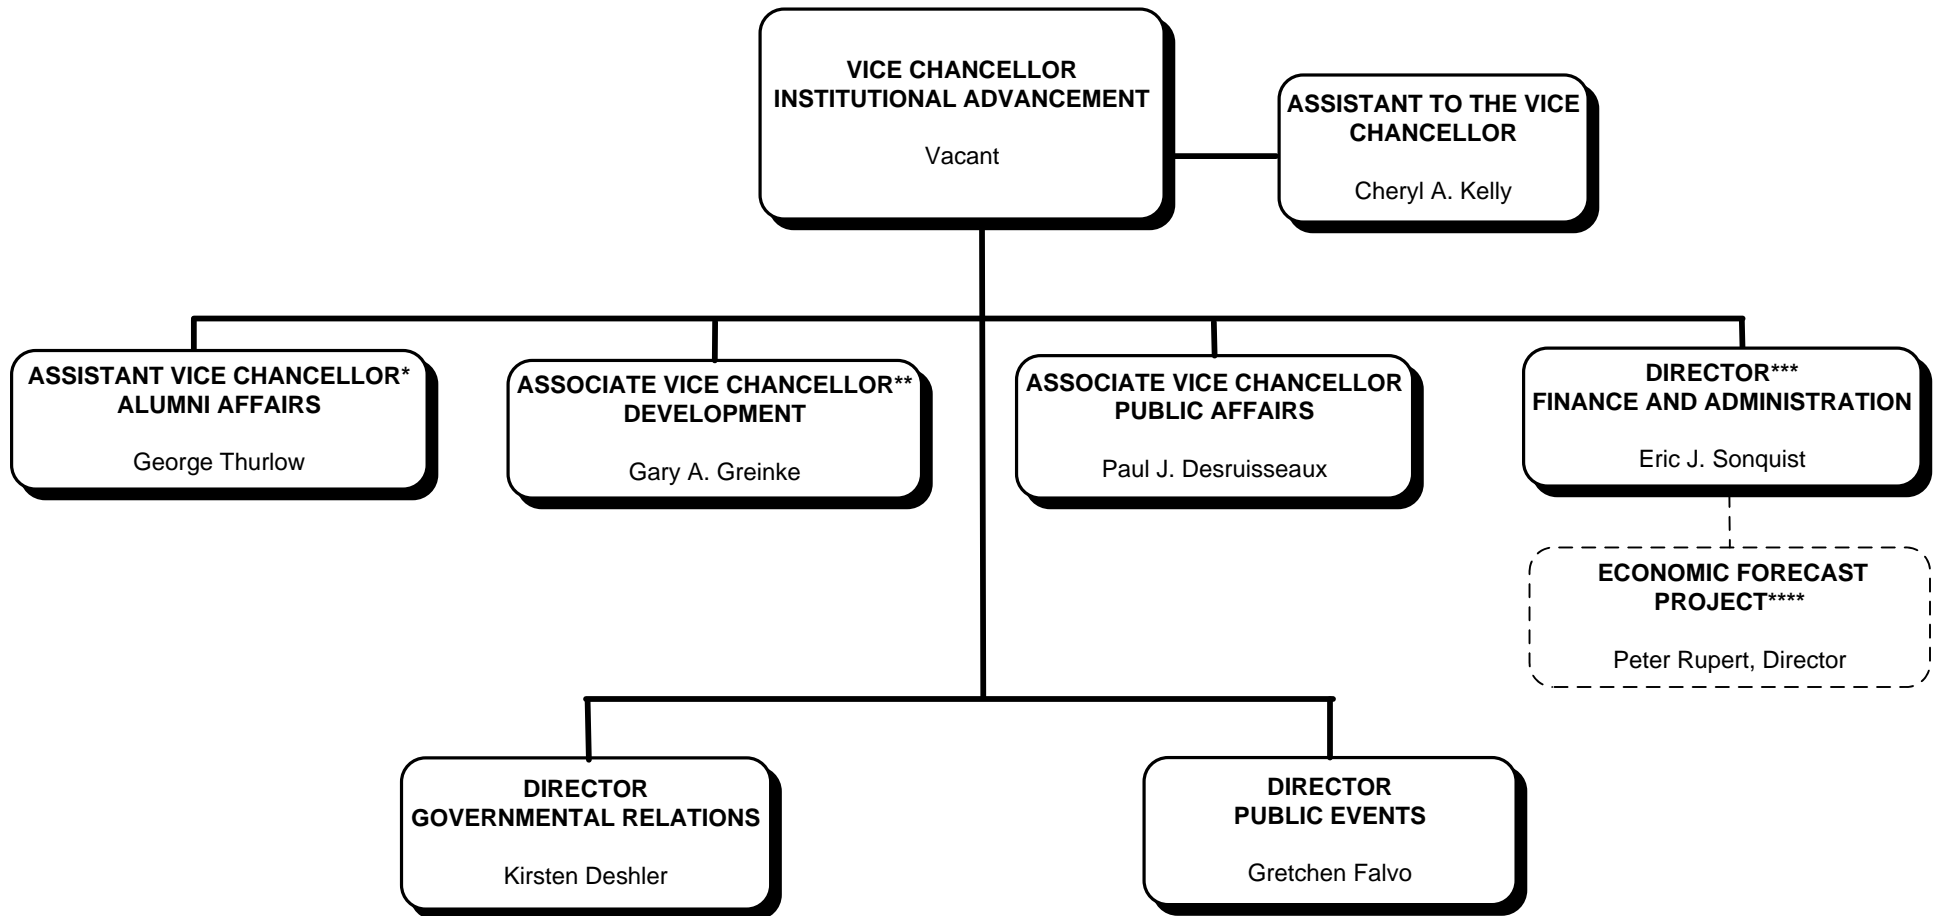 VICE CHANCELLOR
INSTITUTIONAL ADVANCEMENT
Vacant
ASSISTANT TO THE VICE
CHANCELLOR
Cheryl A. Kelly
ASSISTANT VICE CHANCELLOR*
ALUMNI AFFAIRS
George Thurlow
ASSOCIATE VICE CHANCELLOR**
DEVELOPMENT
Gary A. Greinke
ASSOCIATE VICE CHANCELLOR
PUBLIC AFFAIRS
Paul J. Desruisseaux
DIRECTOR***
FINANCE AND ADMINISTRATION
Eric J. Sonquist
ECONOMIC FORECAST
PROJECT****
Peter Rupert, Director
DIRECTOR
GOVERNMENTAL RELATIONS
Kirsten Deshler
DIRECTOR
PUBLIC EVENTS
Gretchen Falvo